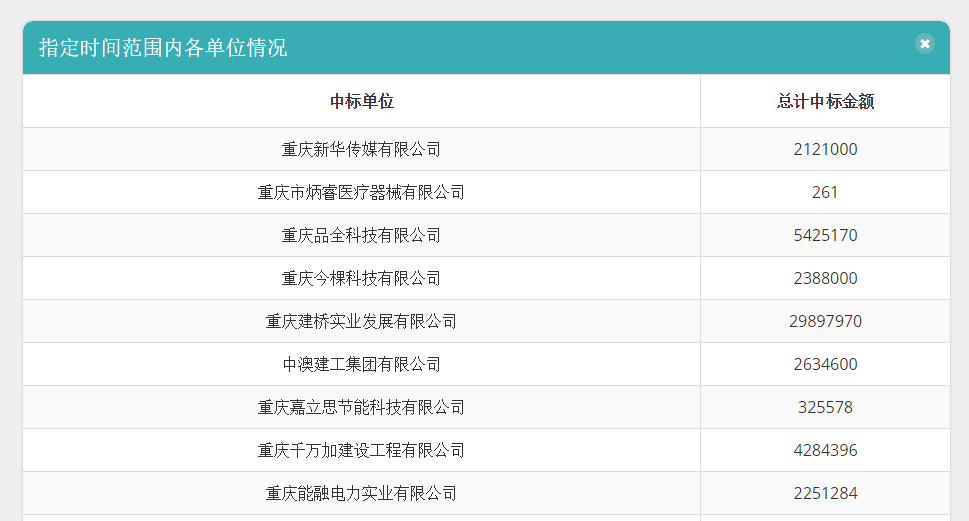 指定时间范围内各单位情况
中标单位 总计中标金额
重庆新华传媒有限公司 2121000
重庆市炳睿医疗器械有限公司 261
重庆品全科技有限公司 5425170
重庆今棵科技有限公司 2388000
重庆建桥实业发展有限公司 29897970
中澳建工集团有限公司 2634600
重庆嘉立思节能科技有限公司 325578
重庆千万加建设工程有限公司 4284396
重庆能融电力实业有限公司 2251284